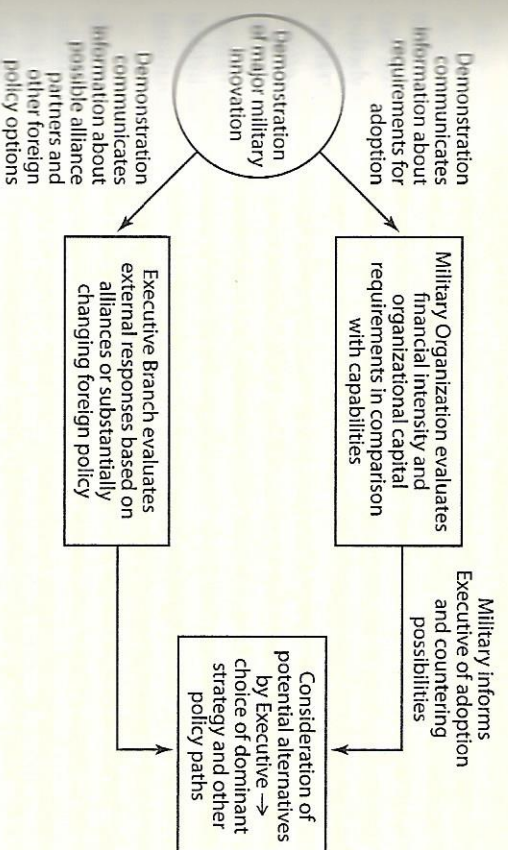 Demonstration
communicates
information about
requirements for
adoption
Demonstration
of major military
innovation
Demonstration
communicates
information about
possible alliance
partners and
other foreign
policy options
Military Organization evaluates
financial intensity and
organizational capital
requirements in comparison
with capabilities
Executive Branch evaluates
external responses based on
alliances or substantially
changing foreign policy
Military informs
Executive of adoption
and countering
possibilities
Consideration of
potential alternatives
by Executive →
choice of dominant
strategy and other
policy paths